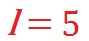 l = 5